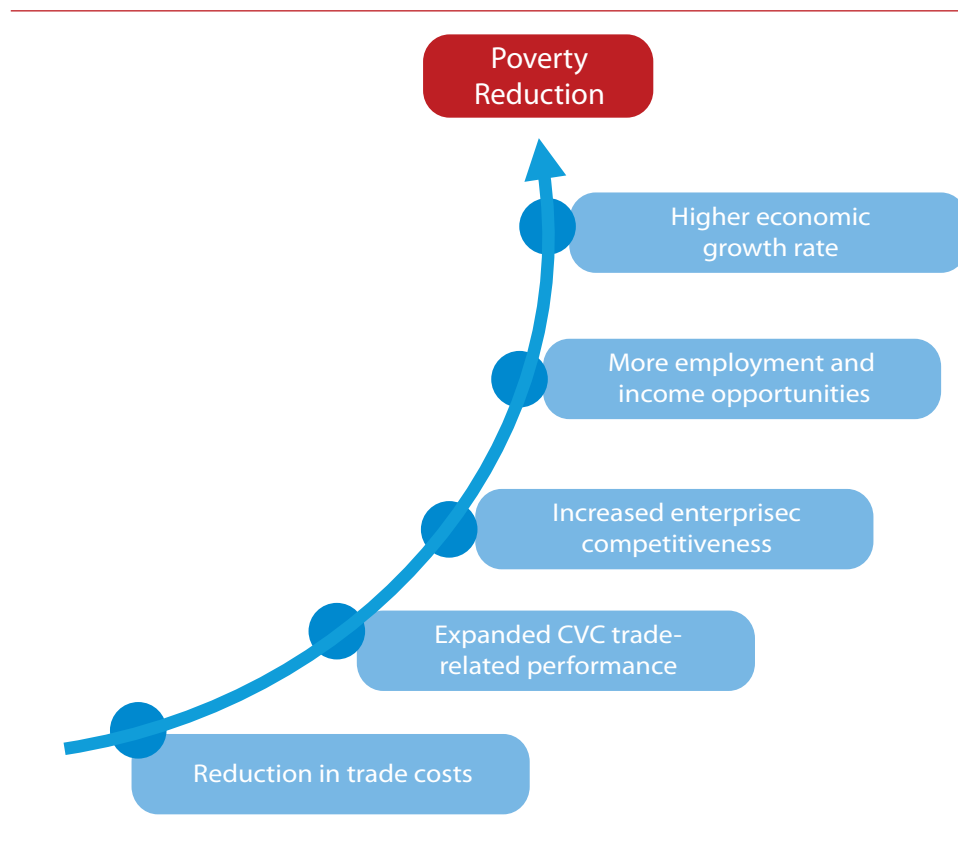 Poverty
Reduction
Higher economic
growth rate
More employment and
income opportunities
Increased enterprisec
competitiveness
Expanded CVC trade-
related performance
Reduction in trade costs